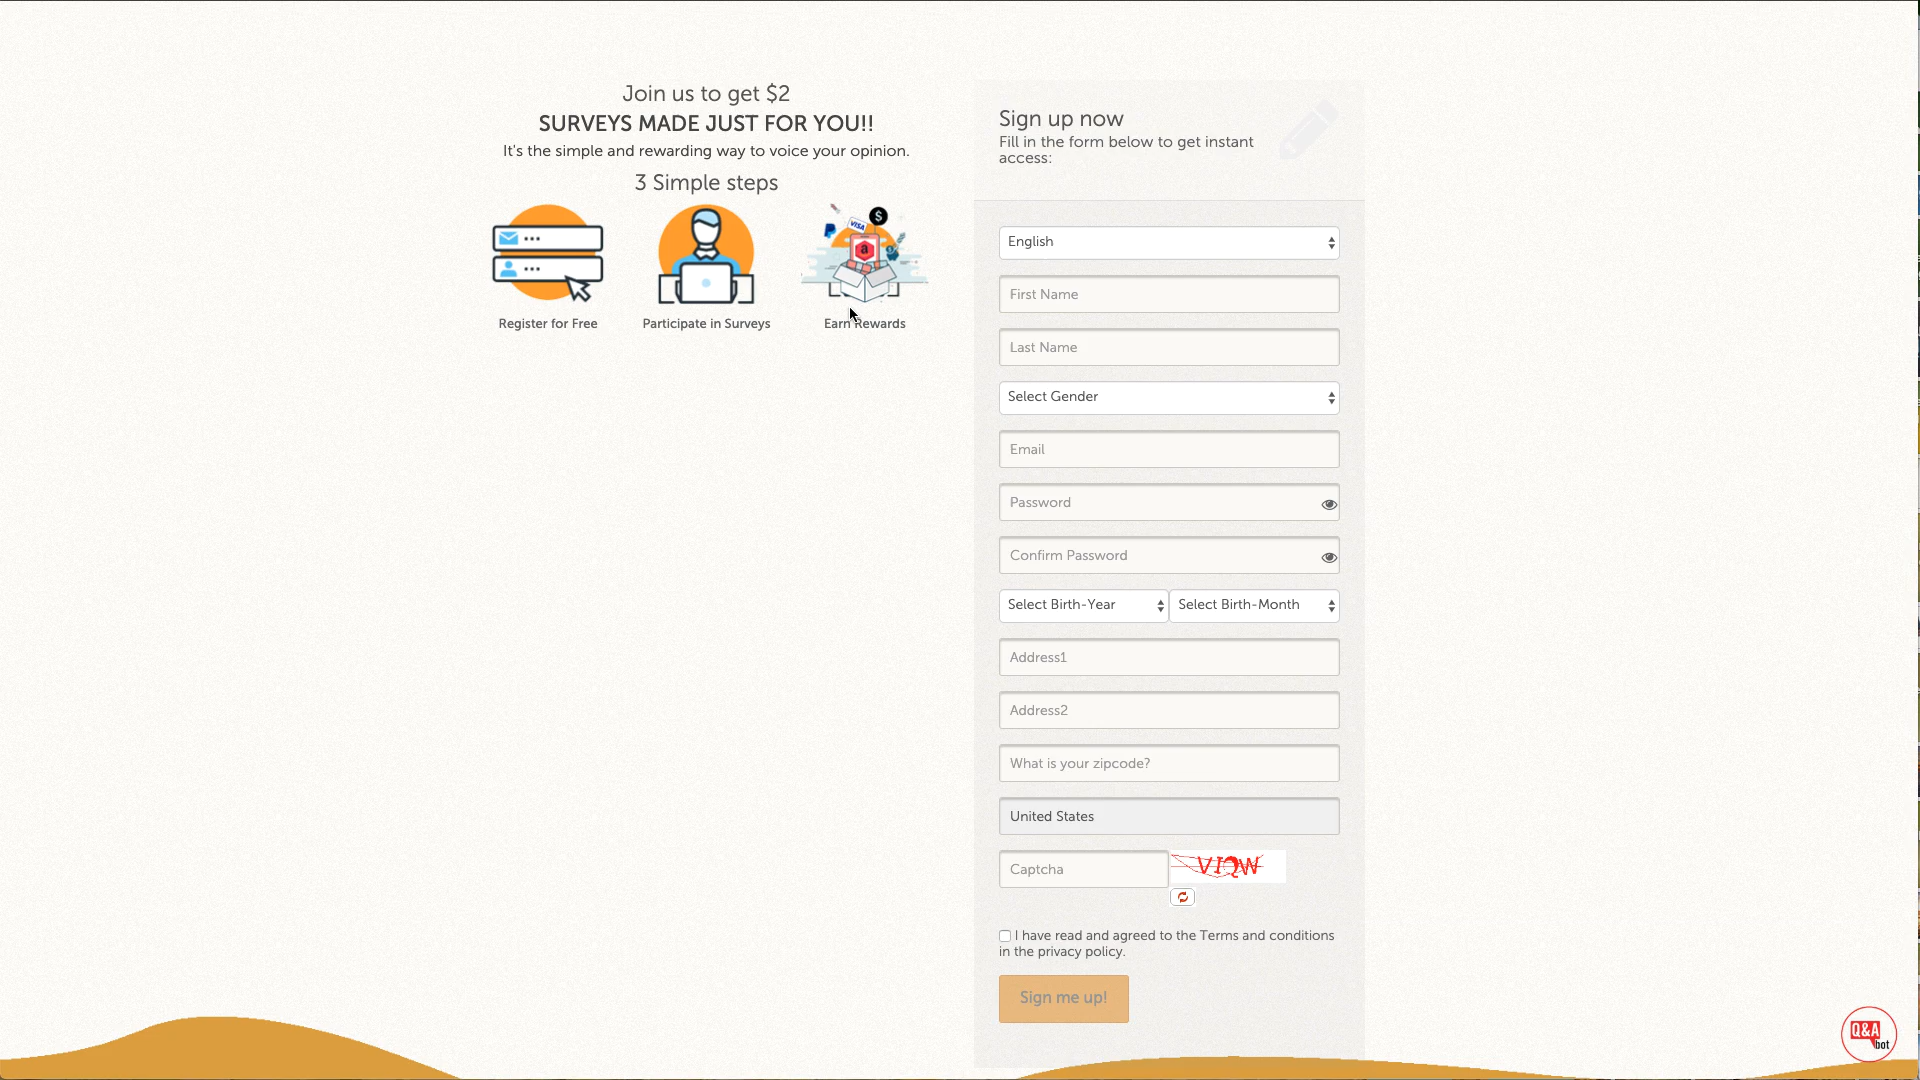 Join us to get $2
SURVEYS MADE JUST FOR YOU!!
It's the simple and rewarding way to voice your opinion.
3 Simple steps
VISA
$
a
Register for Free
Participate in Surveys
Earn Rewards
Sign up now
Fill in the form below to get instant
access:
English
First Name
Last Name
Select Gender
Email
Password
Confirm Password
Select Birth-Year
Select Birth-Month
Address1
Address2
What is your zipcode?
United States
Captcha
VIQW
I have read and agreed to the Terms and conditions
in the privacy policy.
Sign me up!
Q&A
bot